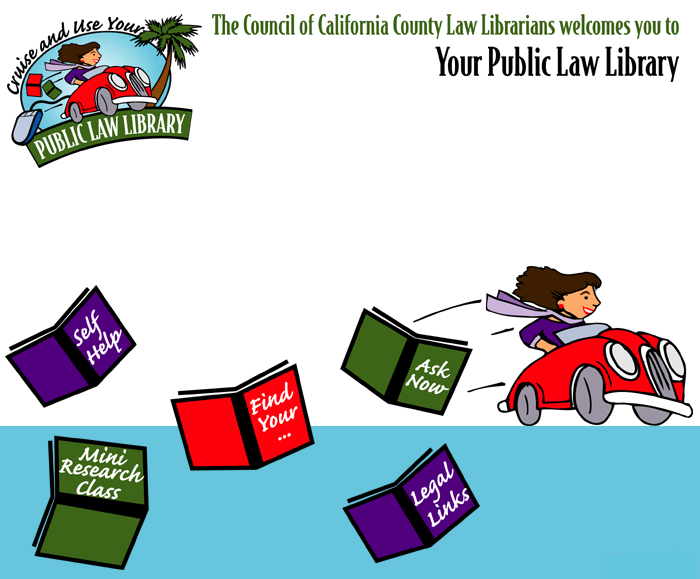 Cruise and Use Your
PUBLIC LAW LIBRARY
The Council of California County Law Librarians welcomes you to
Your Public Law Library
Self
Help
Find
Your
...
Ask
Now
Mini
Research
Class
Legal
Links